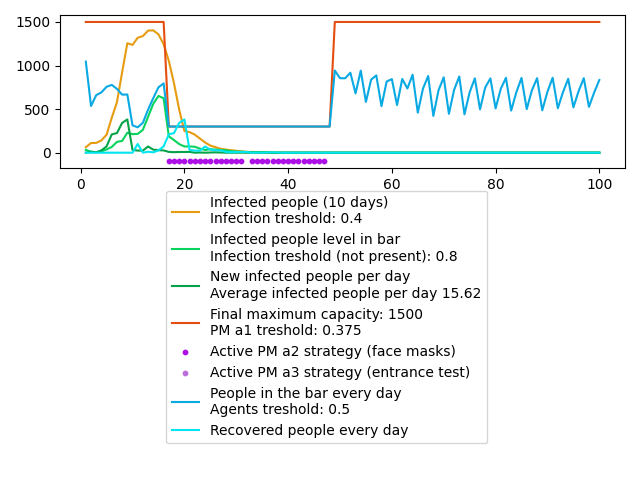 1500
1000
500
0
0 20 40 60 80 100
Infected people (10 days)
Infection treshold: 0.4
Infected people level in bar
Infection treshold (not present): 0.8
New infected people per day
Average infected people per day 15.62
Final maximum capacity: 1500
PM a1 treshold: 0.375
Active PM a2 strategy (face masks)
Active PM a3 strategy (entrance test)
People in the bar every day
Agents treshold: 0.5
Recovered people every day